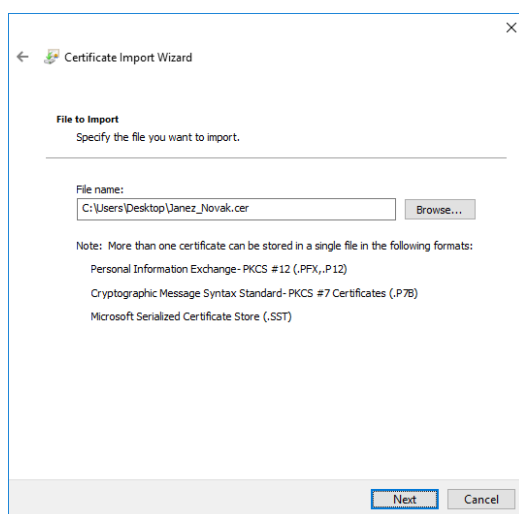 Certificate Import Wizard
File to Import
Specify the file you want to import.
File name:
C:\Users\Desktop\Janez_Novak.cer
Browse...
Note: More than one certificate can be stored in a single file in the following formats:
Personal Information Exchange- PKCS #12 (.PFX,.P12)
Cryptographic Message Syntax Standard- PKCS #7 Certificates (.P7B)
Microsoft Serialized Certificate Store (.SST)
Next Cancel